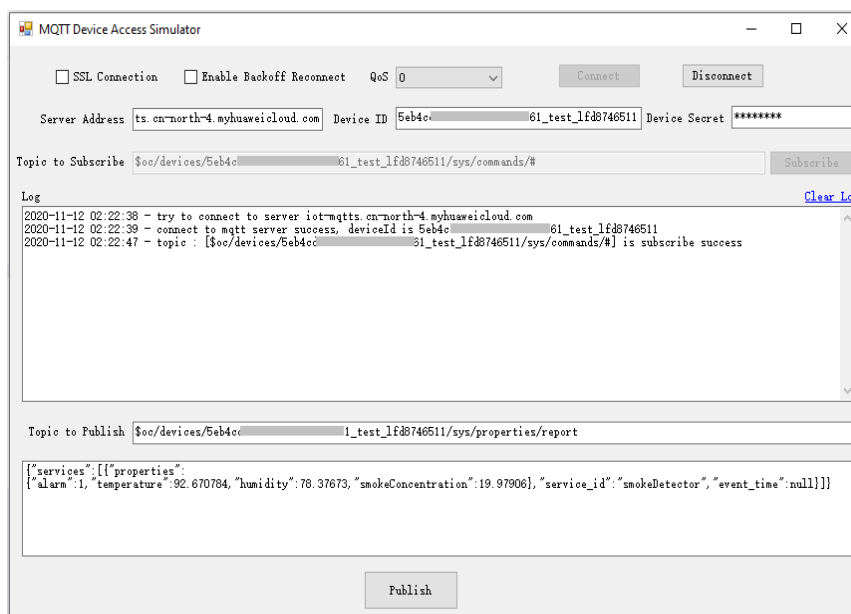 MQTT Device Access Simulator
SSL Connection Enable Backoff Reconnect QoS 0 Connect Disconnect
Server Address ts.cn-north-4.myhuaweicloud.com Device ID 5eb4c 61_test_lfd8746511 Device Secret ********
Topic to Subscribe $oc/devices/5eb4c 61_test_lfd8746511/sys/commands/# Subscribe
Log Clear Lo
2020-11-12 02:22:38 - try to connect to server iot-mqtts.cn-north-4.myhuaweicloud.com
2020-11-12 02:22:39 - connect to mqtt server success, deviceId is 5eb4c 61_test_lfd8746511
2020-11-12 02:22:47 - topic : [$oc/devices/5eb4cc 61_test_lfd8746511/sys/commands/#] is subscribe success
Topic to Publish $oc/devices/5eb4cc 1_test_lfd8746511/sys/properties/report
{"services":[{"properties":
{"alarm":1,"temperature":92.670784,"humidity":78.37673,"smokeConcentration":19.97906},"service_id":"smokeDetector","event_time":null}]}
Publish